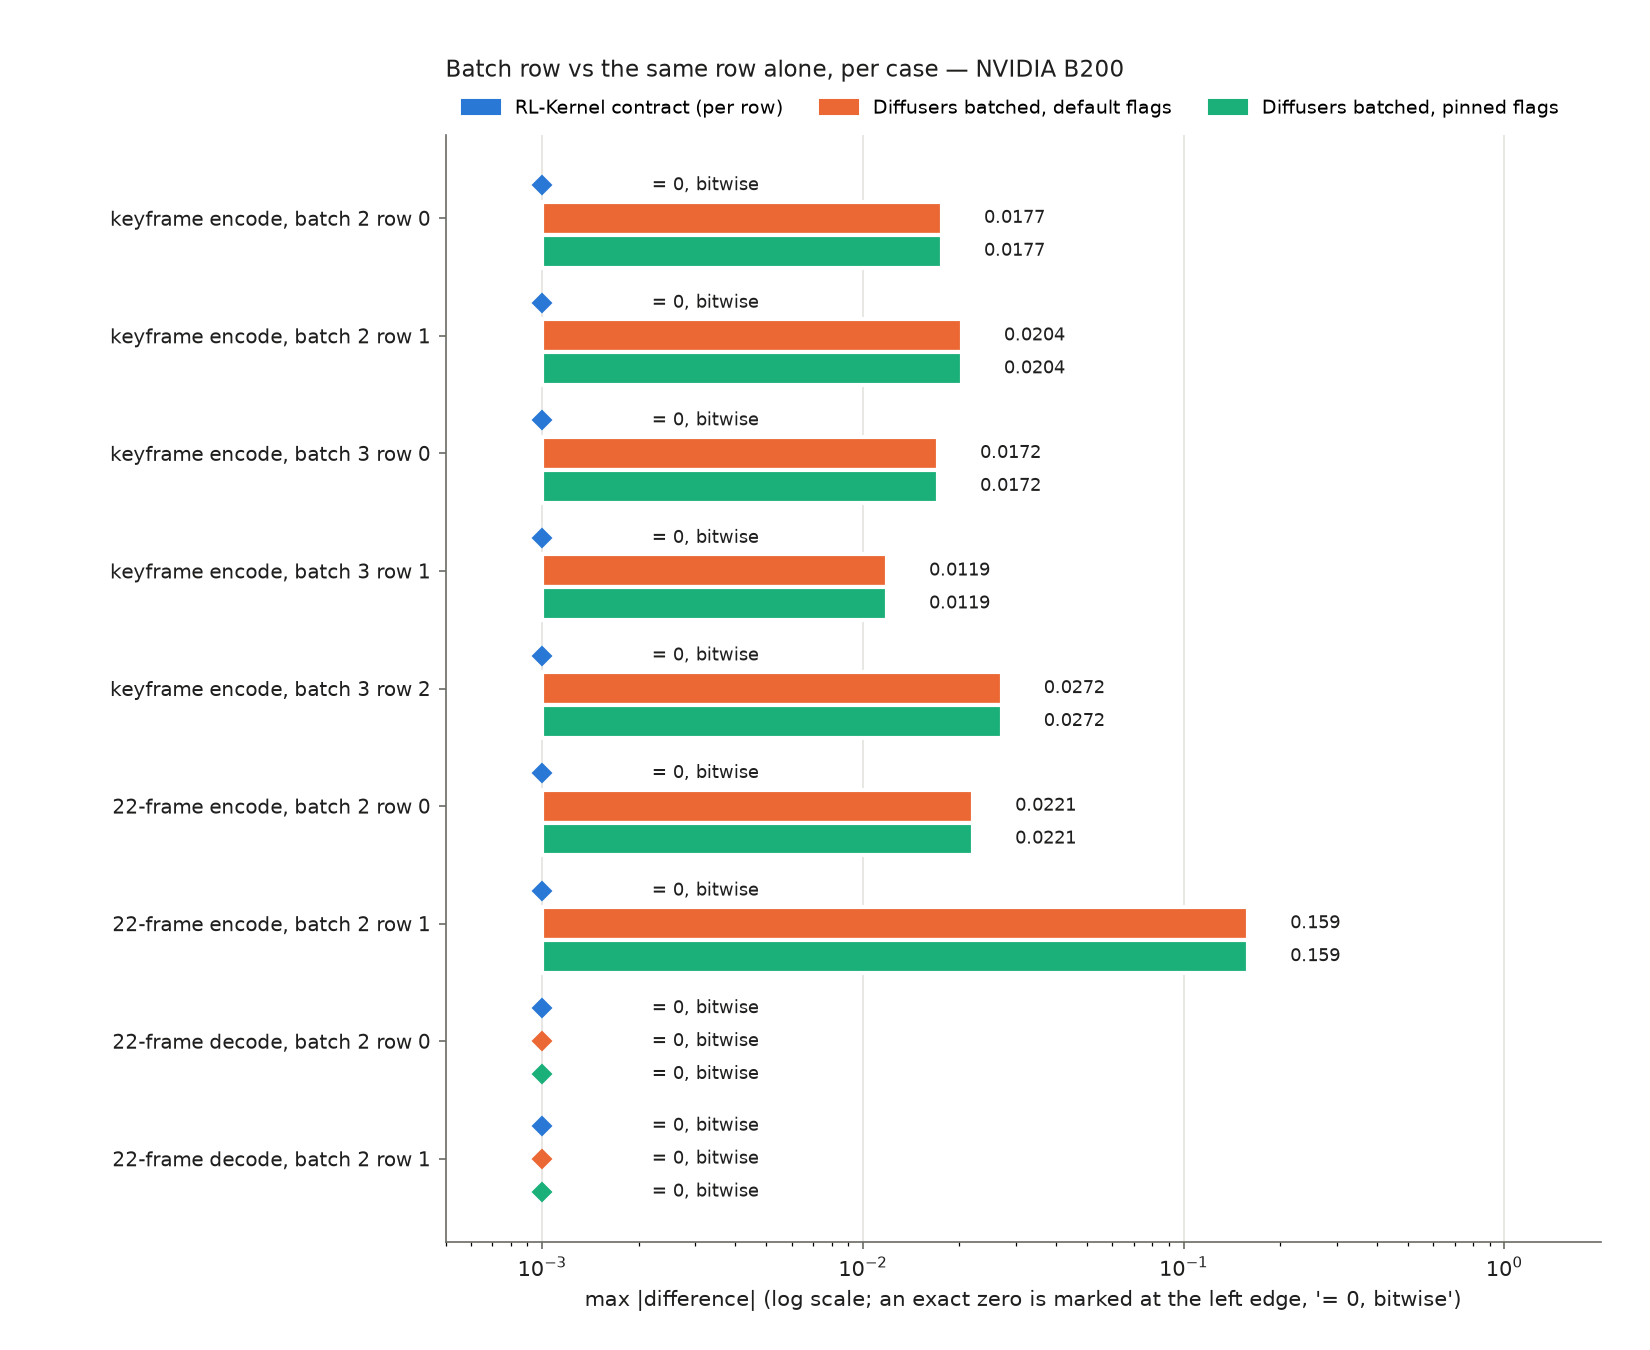 Batch row vs the same row alone, per case — NVIDIA B200
RL-Kernel contract (per row) Diffusers batched, default flags Diffusers batched, pinned flags
= 0, bitwise
keyframe encode, batch 2 row 0
0.0177
0.0177
= 0, bitwise
keyframe encode, batch 2 row 1
0.0204
0.0204
= 0, bitwise
keyframe encode, batch 3 row 0
0.0172
0.0172
= 0, bitwise
keyframe encode, batch 3 row 1
0.0119
0.0119
= 0, bitwise
keyframe encode, batch 3 row 2
0.0272
0.0272
= 0, bitwise
22-frame encode, batch 2 row 0
0.0221
0.0221
= 0, bitwise
22-frame encode, batch 2 row 1
0.159
0.159
= 0, bitwise
22-frame decode, batch 2 row 0
= 0, bitwise
= 0, bitwise
= 0, bitwise
22-frame decode, batch 2 row 1
= 0, bitwise
= 0, bitwise
10⁻³ 10⁻² 10⁻¹ 10⁰
max |difference| (log scale; an exact zero is marked at the left edge, '= 0, bitwise')